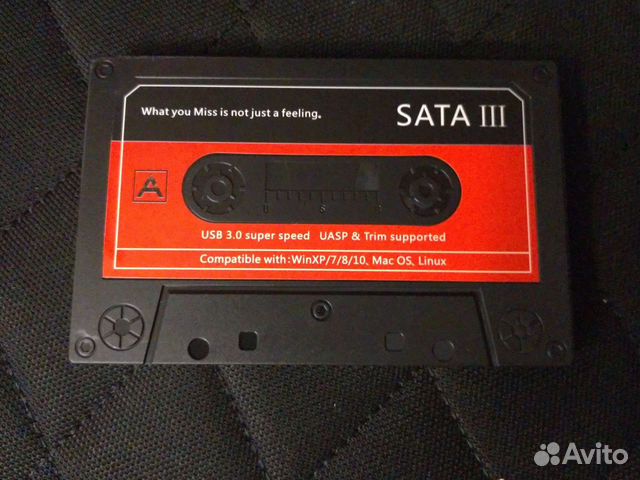 What you Miss is not just a feeling.
SATA III
A
USB 3.0 super speed UASP & Trim supported
Compatible with:WinXP/7/8/10、Mac OS、Linux
Avito